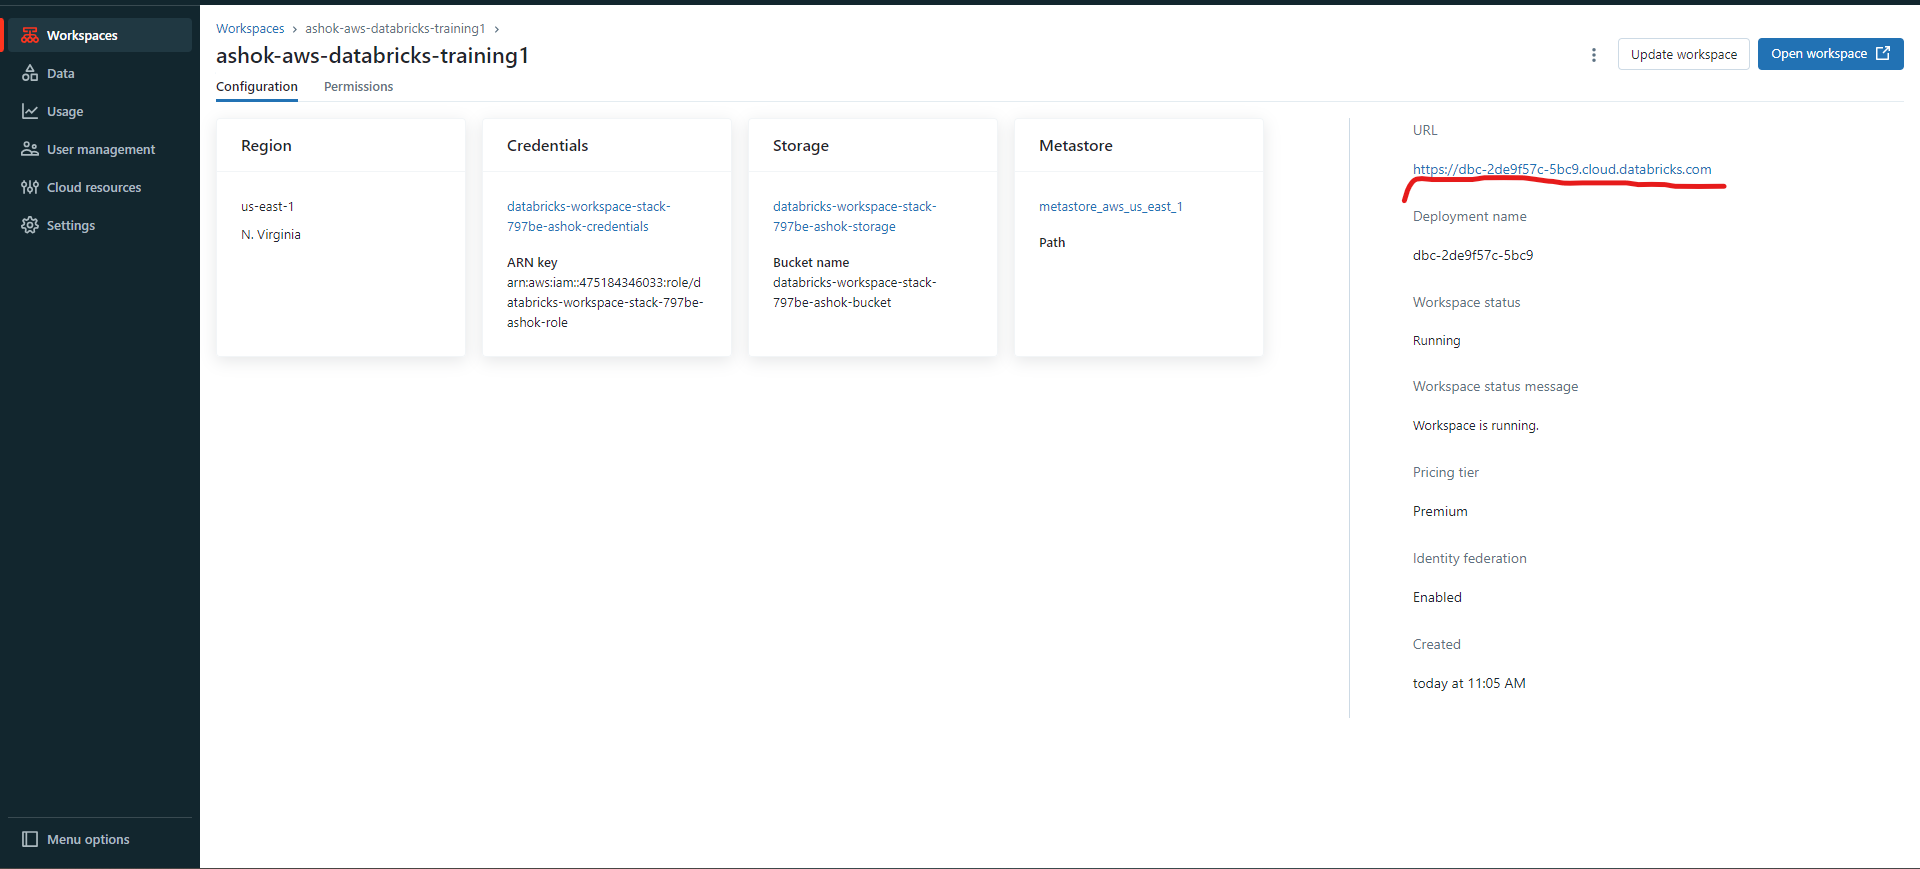 Workspaces
Data
Usage
User management
Cloud resources
Settings
Menu options
Workspaces › ashok-aws-databricks-training1 ›
ashok-aws-databricks-training1
Update workspace
Open workspace
Configuration Permissions
Region
us-east-1
N. Virginia
Credentials
databricks-workspace-stack-
797be-ashok-credentials
ARN key
arn:aws:iam::475184346033:role/d
atabricks-workspace-stack-797be-
ashok-role
Storage
databricks-workspace-stack-
797be-ashok-storage
Bucket name
databricks-workspace-stack-
797be-ashok-bucket
Metastore
metastore_aws_us_east_1
Path
URL
https://dbc-2de9f57c-5bc9.cloud.databricks.com
Deployment name
dbc-2de9f57c-5bc9
Workspace status
Running
Workspace status message
Workspace is running.
Pricing tier
Premium
Identity federation
Enabled
Created
today at 11:05 AM